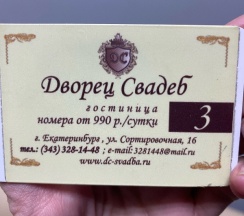 DC
Дворец Свадеб
гостиница
номера от 990 р./сутки
3
г. Екатеринбург, ул. Сортировочная, 16
тел.: (343) 328-14-48 ; e-mail: 3281448@mail.ru
www.dc-svadba.ru